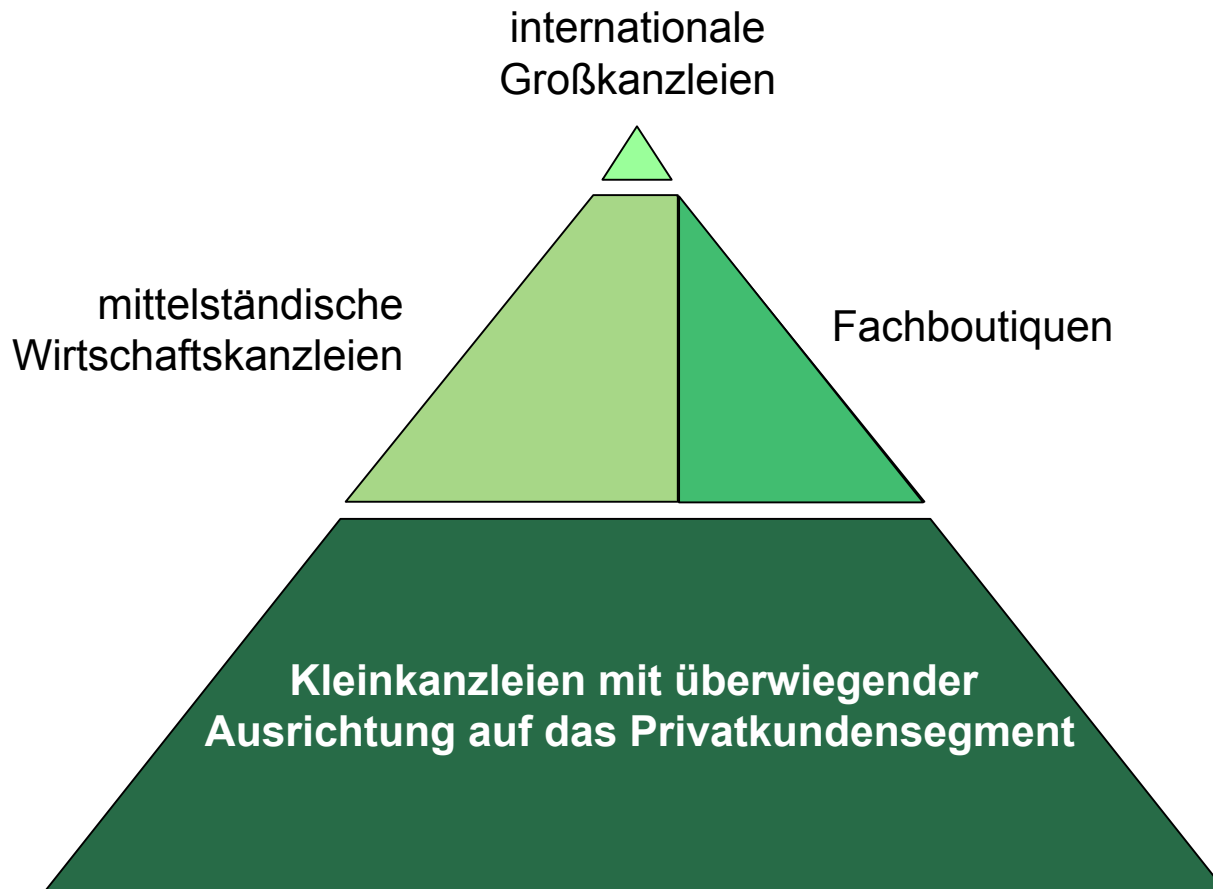 internationale
Großkanzleien
mittelständische
Wirtschaftskanzleien
Fachboutiquen
Kleinkanzleien mit überwiegender
Ausrichtung auf das Privatkundensegment